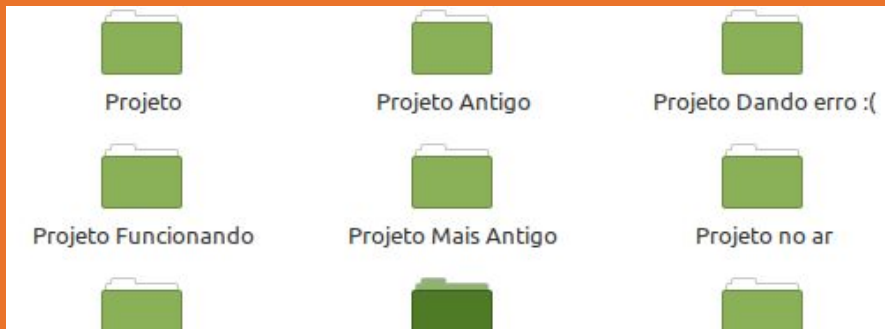 Projeto
Projeto Antigo
Projeto Dando erro :(
Projeto Funcionando
Projeto Mais Antigo
Projeto no ar